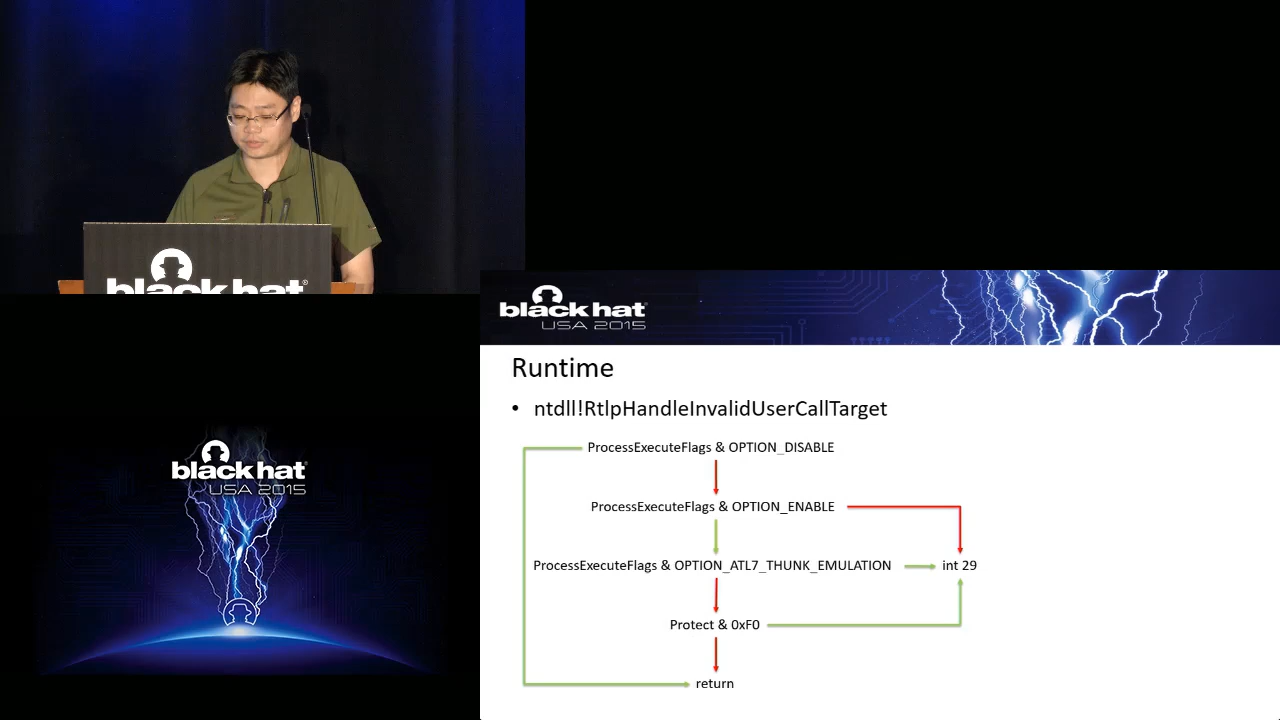 black hat
black hat
USA 2015
black hat
USA 2015
Runtime
• ntdll!RtlpHandleInvalidUserCallTarget
ProcessExecuteFlags & OPTION_DISABLE
ProcessExecuteFlags & OPTION_ENABLE
ProcessExecuteFlags & OPTION_ATL7_THUNK_EMULATION
int 29
Protect & 0xF0
return